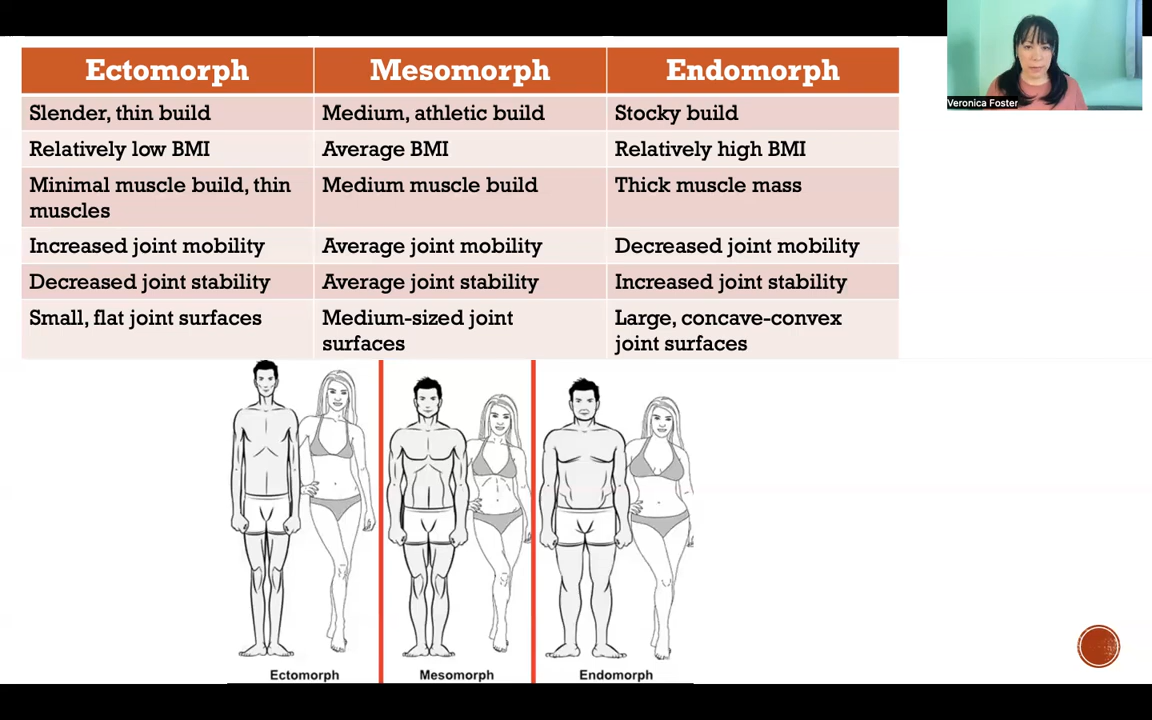 Ectomorph Mesomorph Endomorph
Slender, thin build Medium, athletic build Stocky build
Relatively low BMI Average BMI Relatively high BMI
Minimal muscle build, thin muscles Medium muscle build Thick muscle mass
Increased joint mobility Average joint mobility Decreased joint mobility
Decreased joint stability Average joint stability Increased joint stability
Small, flat joint surfaces Medium-sized joint surfaces Large, concave-convex joint surfaces
Veronica Foster
Ectomorph Mesomorph Endomorph